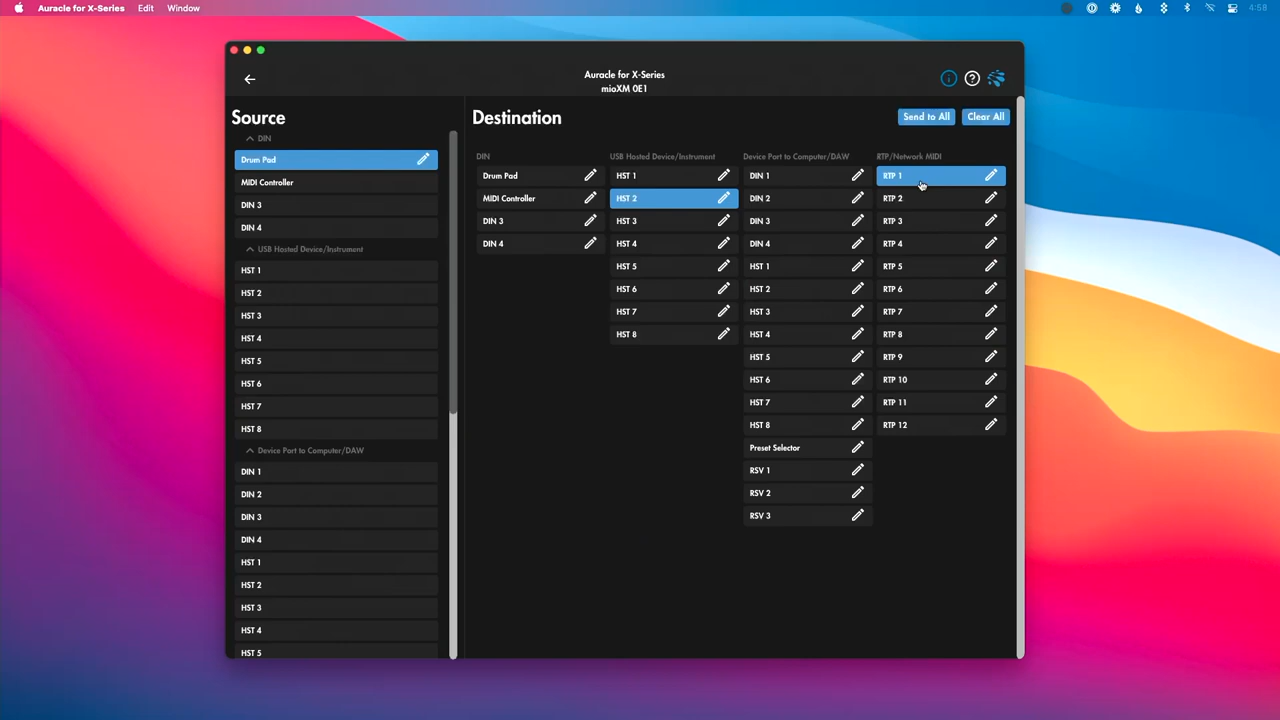 Auracle for X-Series Edit Window 4:58
Auracle for X-Series
mioXM 0E1
Source
DIN
Drum Pad
MIDI Controller
DIN 3
DIN 4
USB Hosted Device/Instrument
HST 1
HST 2
HST 3
HST 4
HST 5
HST 6
HST 7
HST 8
Device Port to Computer/DAW
DIN 1
DIN 2
DIN 3
DIN 4
HST 1
HST 2
HST 3
HST 4
HST 5
Destination
Send to All
Clear All
DIN
Drum Pad
MIDI Controller
DIN 3
DIN 4
USB Hosted Device/Instrument
HST 1
HST 2
HST 3
HST 4
HST 5
HST 6
HST 7
HST 8
Device Port to Computer/DAW
DIN 1
DIN 2
DIN 3
DIN 4
HST 1
HST 2
HST 3
HST 4
HST 5
HST 6
HST 7
HST 8
Preset Selector
RSV 1
RSV 2
RSV 3
RTP/Network MIDI
RTP 1
RTP 2
RTP 3
RTP 4
RTP 5
RTP 6
RTP 7
RTP 8
RTP 9
RTP 10
RTP 11
RTP 12